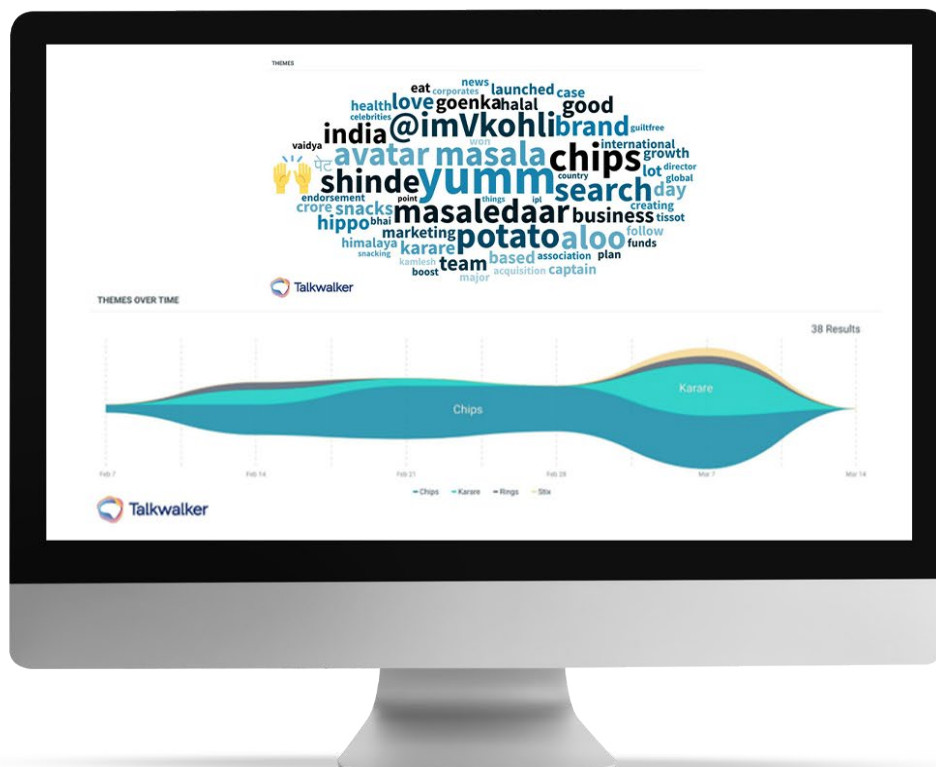 THEMES
news
eat corporates launched case
health love goenka halal good
celebrities
india @imVkohli brand guiltfree
won
vaidya avatar masala chips international
growth
🙌 पेट shinde yumm country search lot director
global
day
endorsement point things ipl creating
crore snacks masaledaar business tissot
hippo bhai
marketing potato aloo follow
himalaya karare funds
snacking kamlesh team based association plan
boost acquisition captain
major
Talkwalker
THEMES OVER TIME
38 Results
Karare
Chips
Feb 7 Feb 14 Feb 21 Feb 28 Mar 7 Mar 14
Chips Karare Rings Stix
Talkwalker